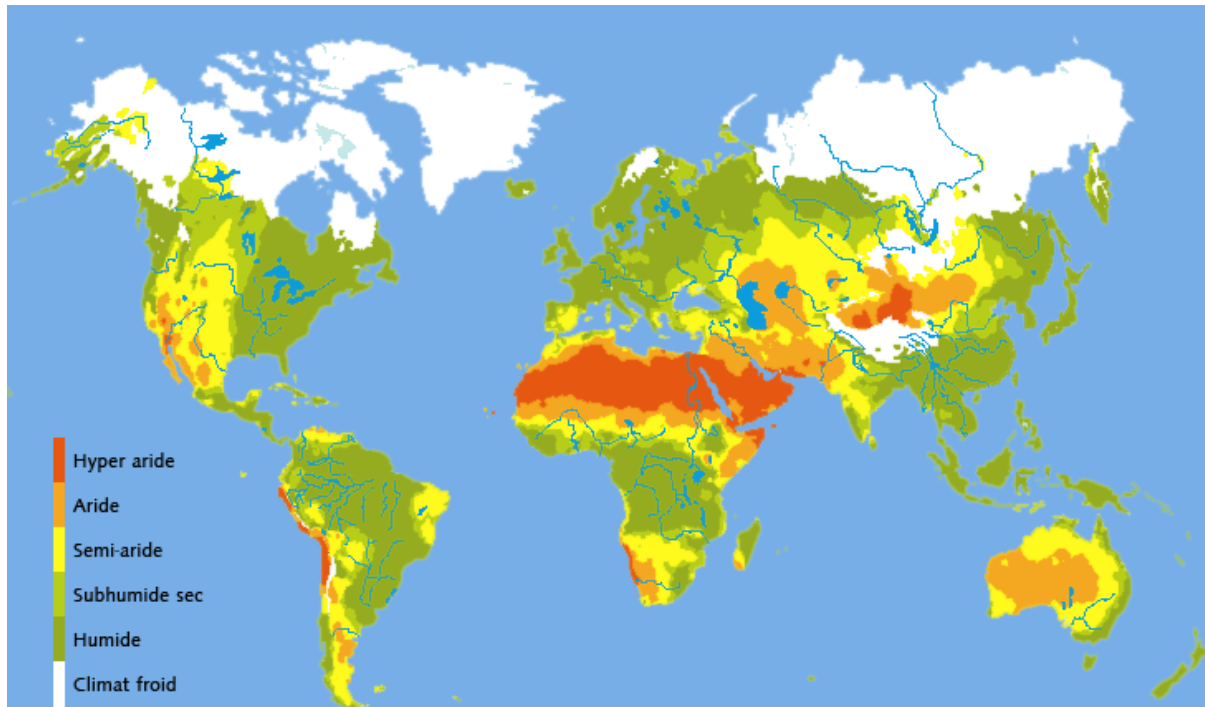 Hyper aride
Aride
Semi-aride
Subhumide sec
Humide
Climat froid